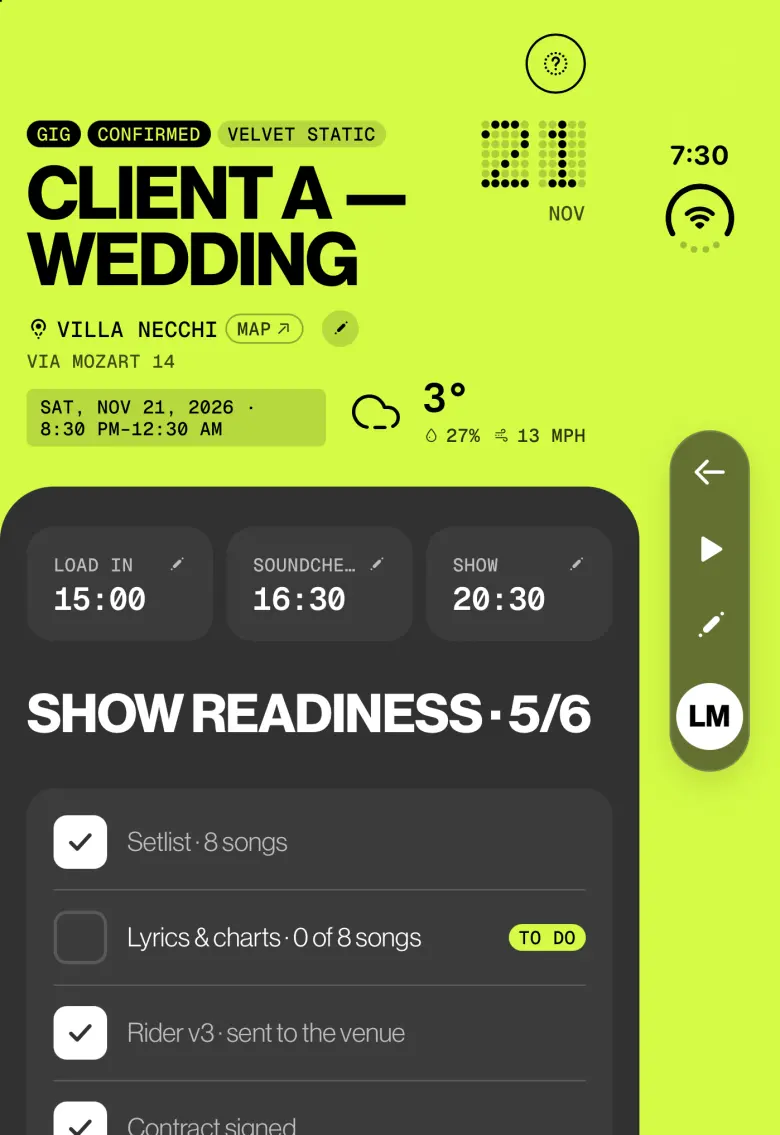 ?
GIG CONFIRMED VELVET STATIC
21
NOV
7:30
CLIENT A —
WEDDING
VILLA NECCHI MAP ↗
VIA MOZART 14
SAT, NOV 21, 2026 ·
8:30 PM–12:30 AM
3°
27% 13 MPH
LOAD IN
15:00
SOUNDCHE…
16:30
SHOW
20:30
LM
SHOW READINESS · 5/6
Setlist · 8 songs
Lyrics & charts · 0 of 8 songs TO DO
Rider v3 · sent to the venue
Contract signed